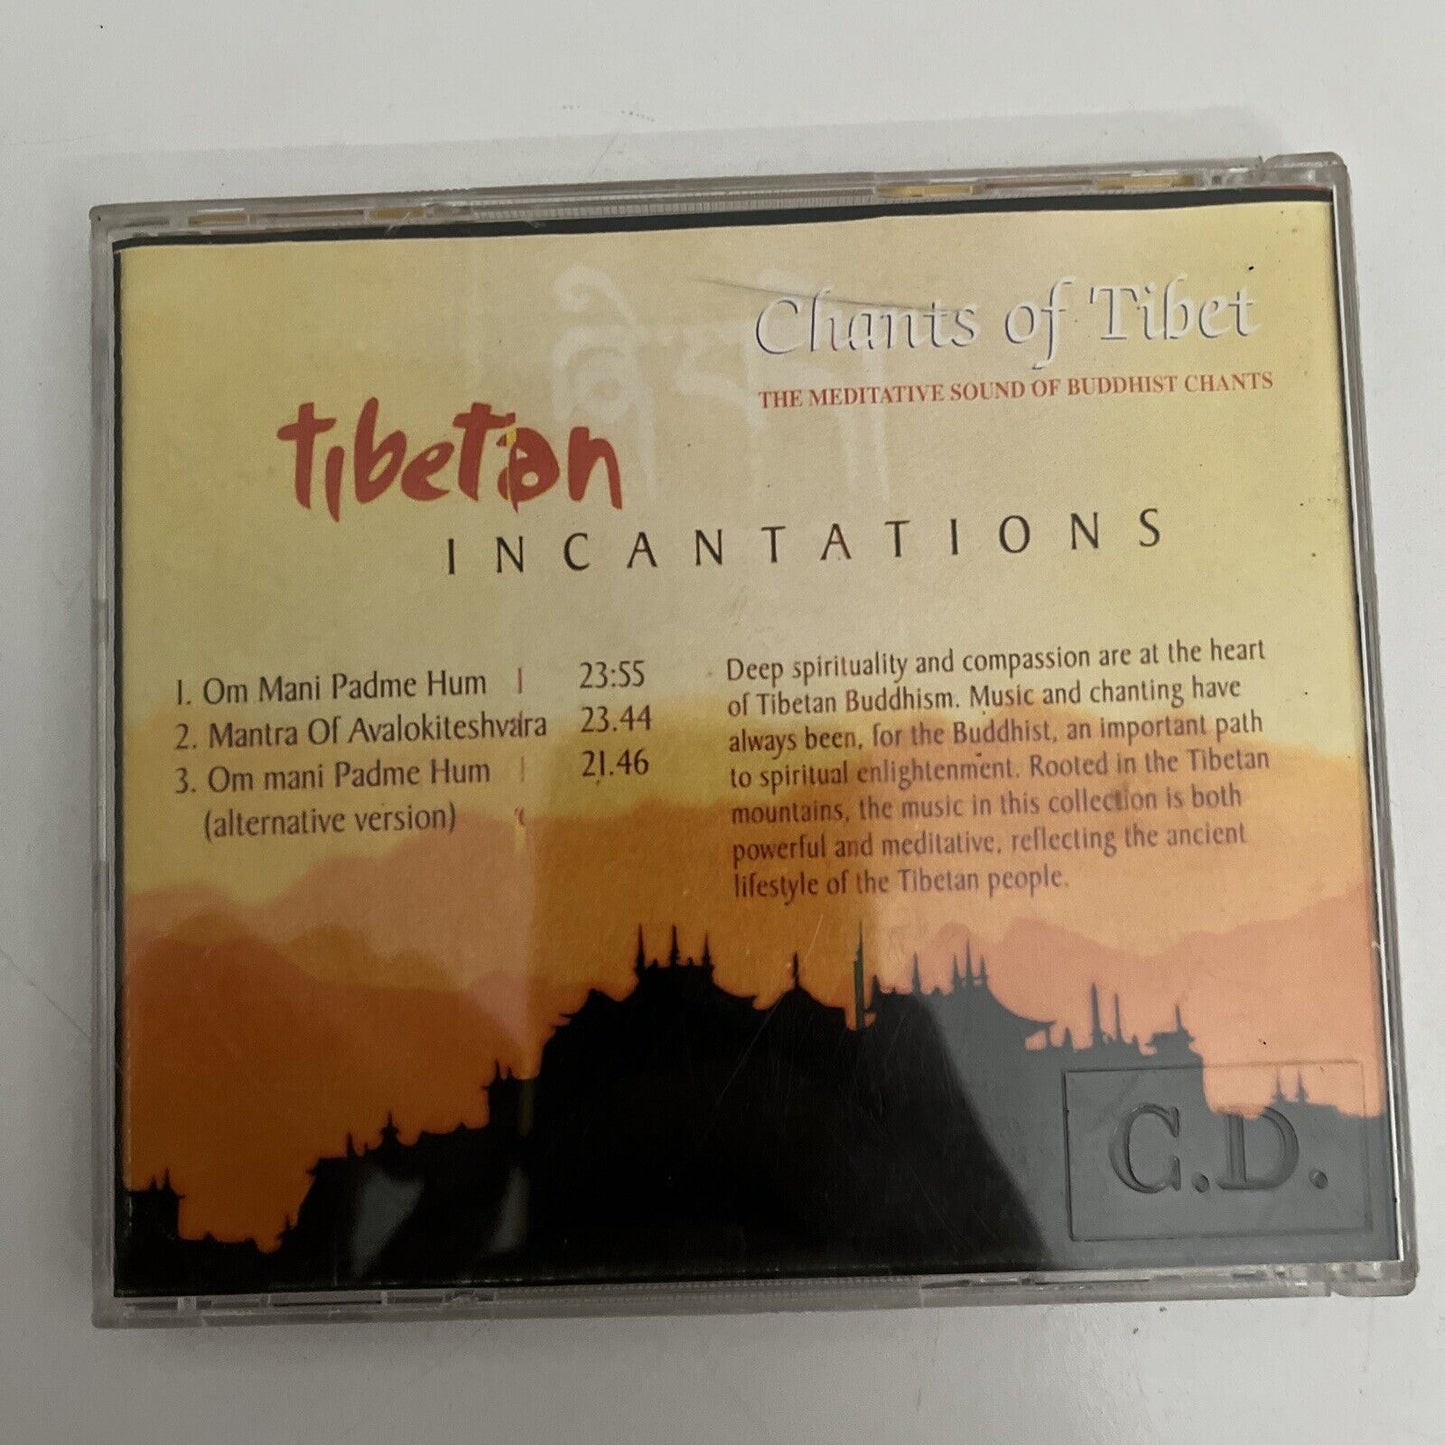 Chants of Tibet
THE MEDITATIVE SOUND OF BUDDHIST CHANTS
Tibetan
INCANTATIONS
1. Om Mani Padme Hum 23:55
2. Mantra Of Avalokiteshvara 23.44
3. Om mani Padme Hum 21.46
(alternative version)
Deep spirituality and compassion are at the heart
of Tibetan Buddhism. Music and chanting have
always been, for the Buddhist, an important path
to spiritual enlightenment. Rooted in the Tibetan
mountains, the music in this collection is both
powerful and meditative, reflecting the ancient
lifestyle of the Tibetan people.
C.D.